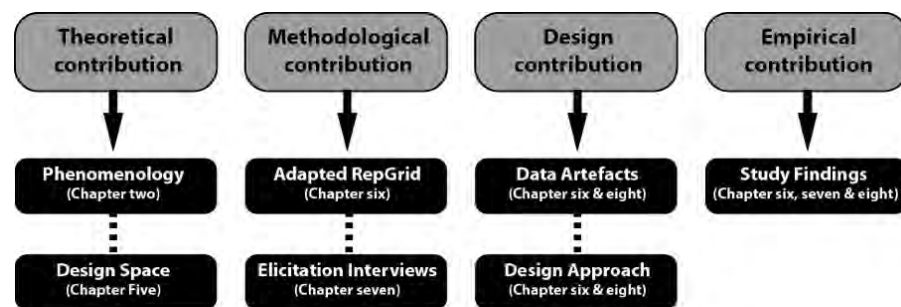 Theoretical
contribution
Methodological
contribution
Design
contribution
Empirical
contribution
Phenomenology
(Chapter two)
Adapted RepGrid
(Chapter six)
Data Artefacts
(Chapter six & eight)
Study Findings
(Chapter six, seven & eight)
Design Space
(Chapter Five)
Elicitation Interviews
(Chapter seven)
Design Approach
(Chapter six & eight)